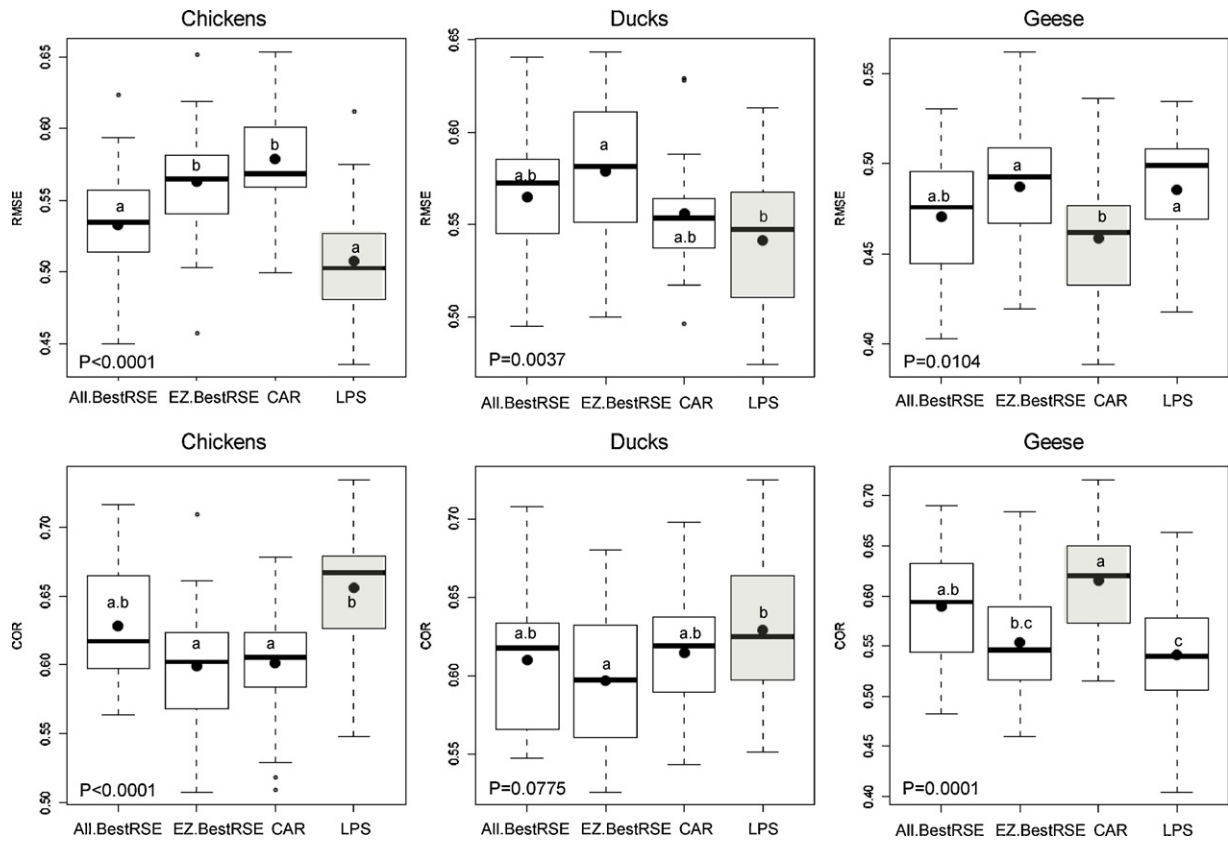 Chickens Ducks Geese
RMSE
0.45 0.50 0.55 0.60 0.65
a b b a
P<0.0001
All.BestRSE EZ.BestRSE CAR LPS
RMSE
0.50 0.55 0.60 0.65
a.b a a.b b
P=0.0037
All.BestRSE EZ.BestRSE CAR LPS
RMSE
0.40 0.45 0.50 0.55
a.b a b a
P=0.0104
All.BestRSE EZ.BestRSE CAR LPS
Chickens Ducks Geese
COR
0.50 0.55 0.60 0.65 0.70
a.b a a b
P<0.0001
All.BestRSE EZ.BestRSE CAR LPS
COR
0.55 0.60 0.65 0.70
a.b a a.b b
P=0.0775
All.BestRSE EZ.BestRSE CAR LPS
COR
0.40 0.45 0.50 0.55 0.60 0.65 0.70
a.b b.c a c
P=0.0001
All.BestRSE EZ.BestRSE CAR LPS